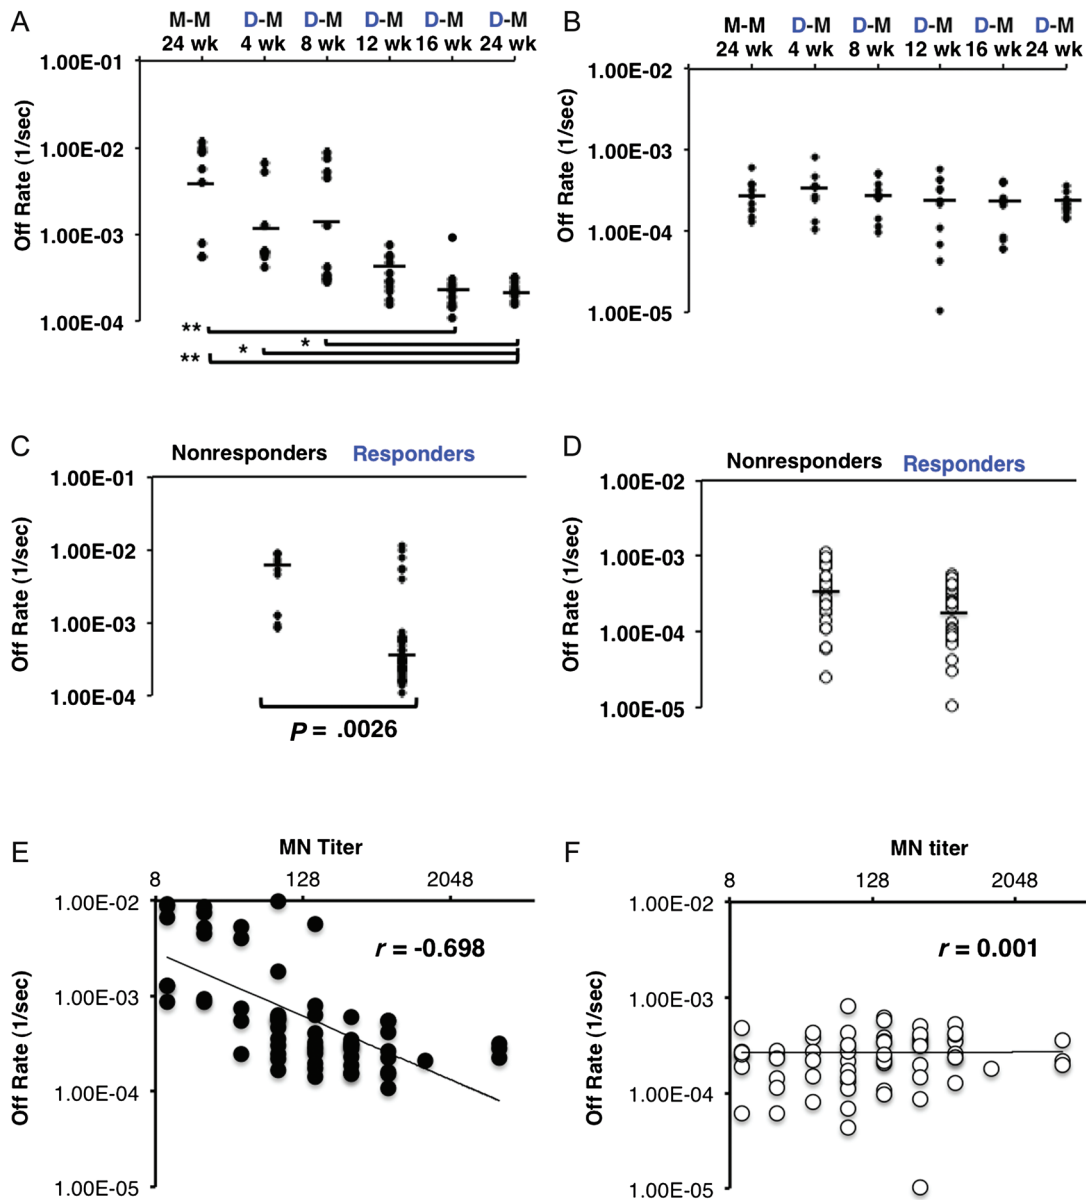 A
M-M D-M D-M D-M D-M D-M
24 wk 4 wk 8 wk 12 wk 16 wk 24 wk
Off Rate (1/sec)
1.00E-01
1.00E-02
1.00E-03
1.00E-04
**
*
*
**
B
M-M D-M D-M D-M D-M D-M
24 wk 4 wk 8 wk 12 wk 16 wk 24 wk
Off Rate (1/sec)
1.00E-02
1.00E-03
1.00E-04
1.00E-05
C
Nonresponders Responders
Off Rate (1/sec)
1.00E-01
1.00E-02
1.00E-03
1.00E-04
P = .0026
D
Nonresponders Responders
Off Rate (1/sec)
1.00E-02
1.00E-03
1.00E-04
1.00E-05
E
MN Titer
8 128 2048
Off Rate (1/sec)
1.00E-02
1.00E-03
1.00E-04
1.00E-05
r = -0.698
F
MN titer
8 128 2048
Off Rate (1/sec)
1.00E-02
1.00E-03
1.00E-04
1.00E-05
r = 0.001